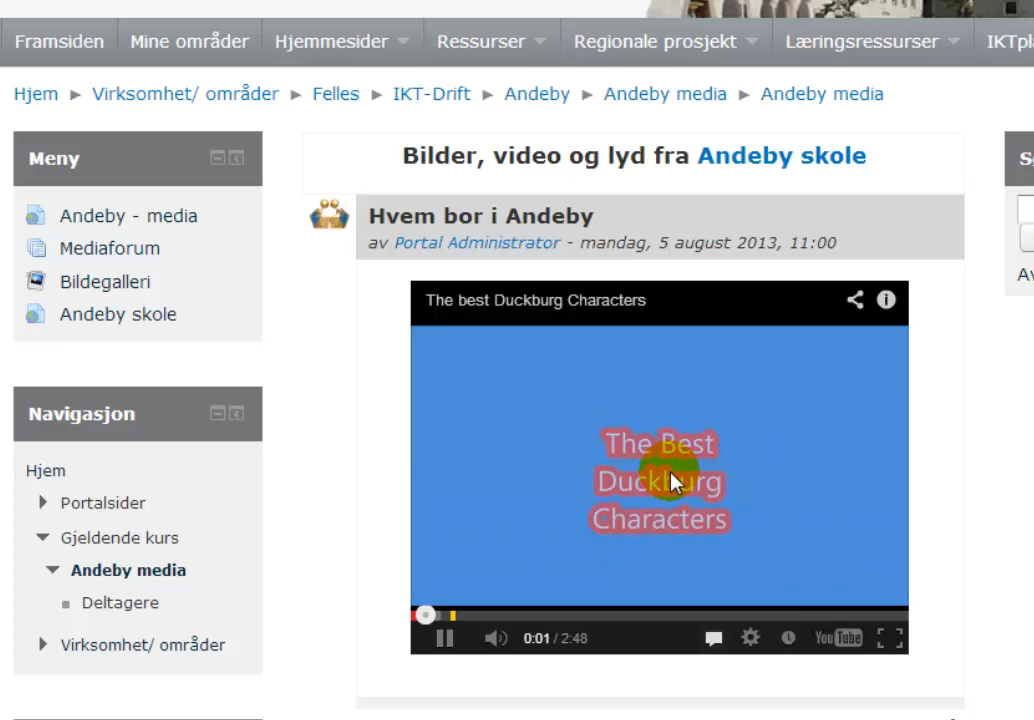 Framsiden Mine områder Hjemmesider Ressurser Regionale prosjekt Læringsressurser
Hjem ► Virksomhet/ områder ► Felles ► IKT-Drift ► Andeby ► Andeby media ► Andeby media
Meny
Andeby - media
Mediaforum
Bildegalleri
Andeby skole
Navigasjon
Hjem
Portalsider
Gjeldende kurs
Andeby media
Deltagere
Virksomhet/ områder
Bilder, video og lyd fra Andeby skole
Hvem bor i Andeby
av Portal Administrator - mandag, 5 august 2013, 11:00
The best Duckburg Characters
The Best
Duckburg
Characters
0:01 / 2:48
YouTube